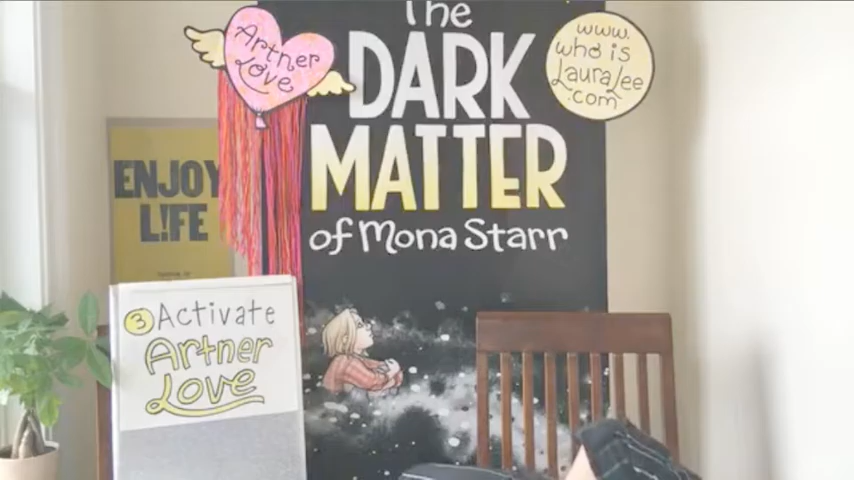 The
DARK
MATTER
of Mona Starr
Artner
Love
www.
who is
LauraLee
.com
ENJOY
L!FE
3 Activate
Artner
Love